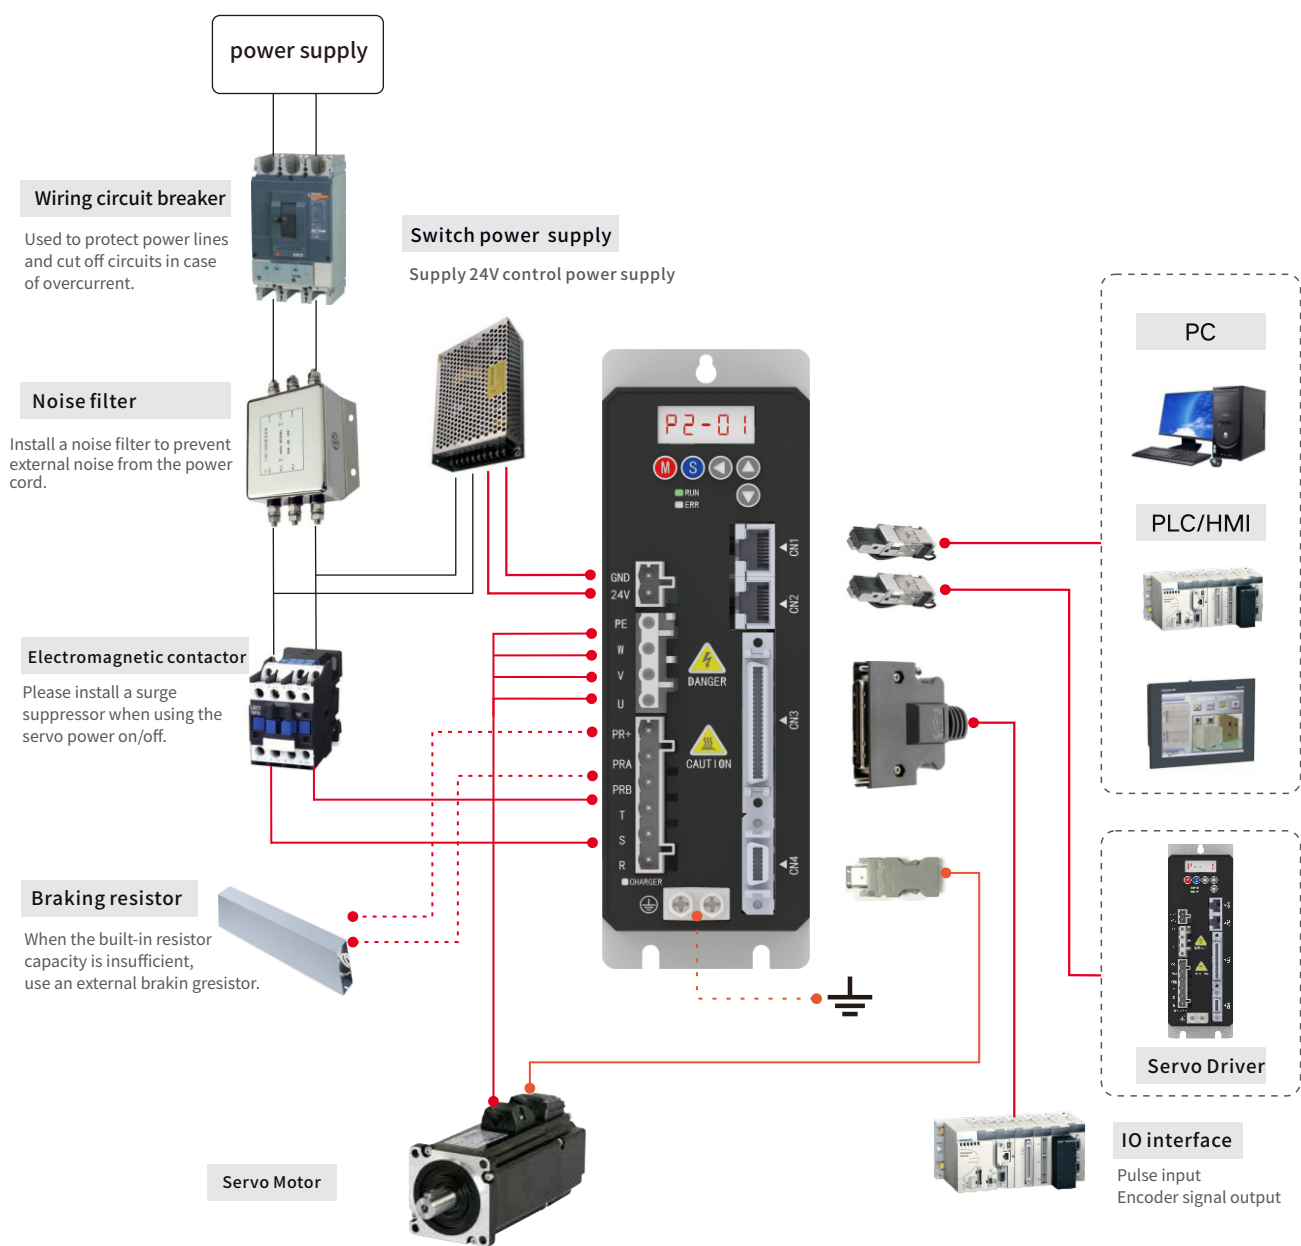 power supply
Wiring circuit breaker
Used to protect power lines
and cut off circuits in case
of overcurrent.
Switch power supply
Supply 24V control power supply
Noise filter
Install a noise filter to prevent
external noise from the power
cord.
Electromagnetic contactor
Please install a surge
suppressor when using the
servo power on/off.
Braking resistor
When the built-in resistor
capacity is insufficient,
use an external brakin gresistor.
P2-01
M S
RUN
ERR
GND
24V
PE
W
V
U
PR+
PRA
PRB
T
S
R
CHARGER
DANGER
CAUTION
CN1
CN2
CN3
CN4
PC
PLC/HMI
Servo Driver
IO interface
Pulse input
Encoder signal output
Servo Motor